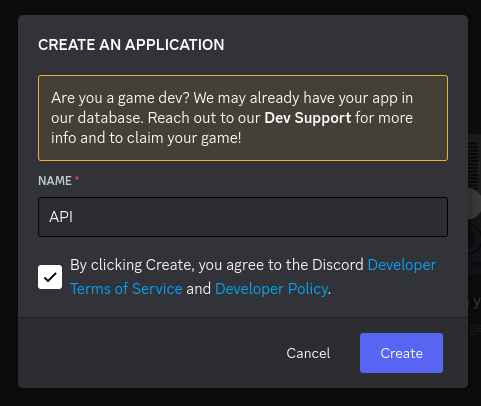 CREATE AN APPLICATION
Are you a game dev? We may already have your app in
our database. Reach out to our Dev Support for more
info and to claim your game!
NAME *
API
By clicking Create, you agree to the Discord Developer
Terms of Service and Developer Policy.
Cancel
Create